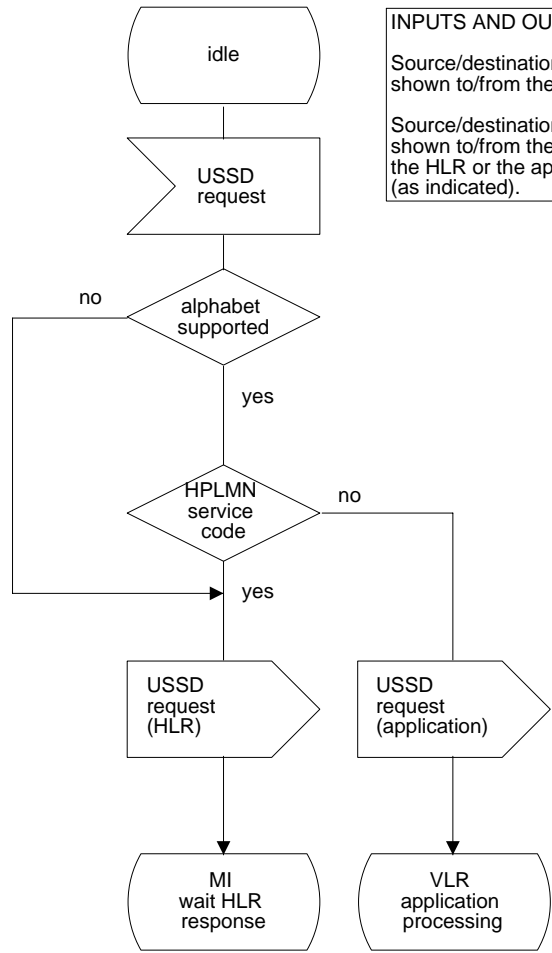 idle
INPUTS AND OU
Source/destination
shown to/from the
Source/destination
shown to/from the
the HLR or the ap
(as indicated).
USSD
request
no
alphabet
supported
yes
HPLMN
service
code
no
yes
USSD
request
(HLR)
USSD
request
(application)
MI
wait HLR
response
VLR
application
processing